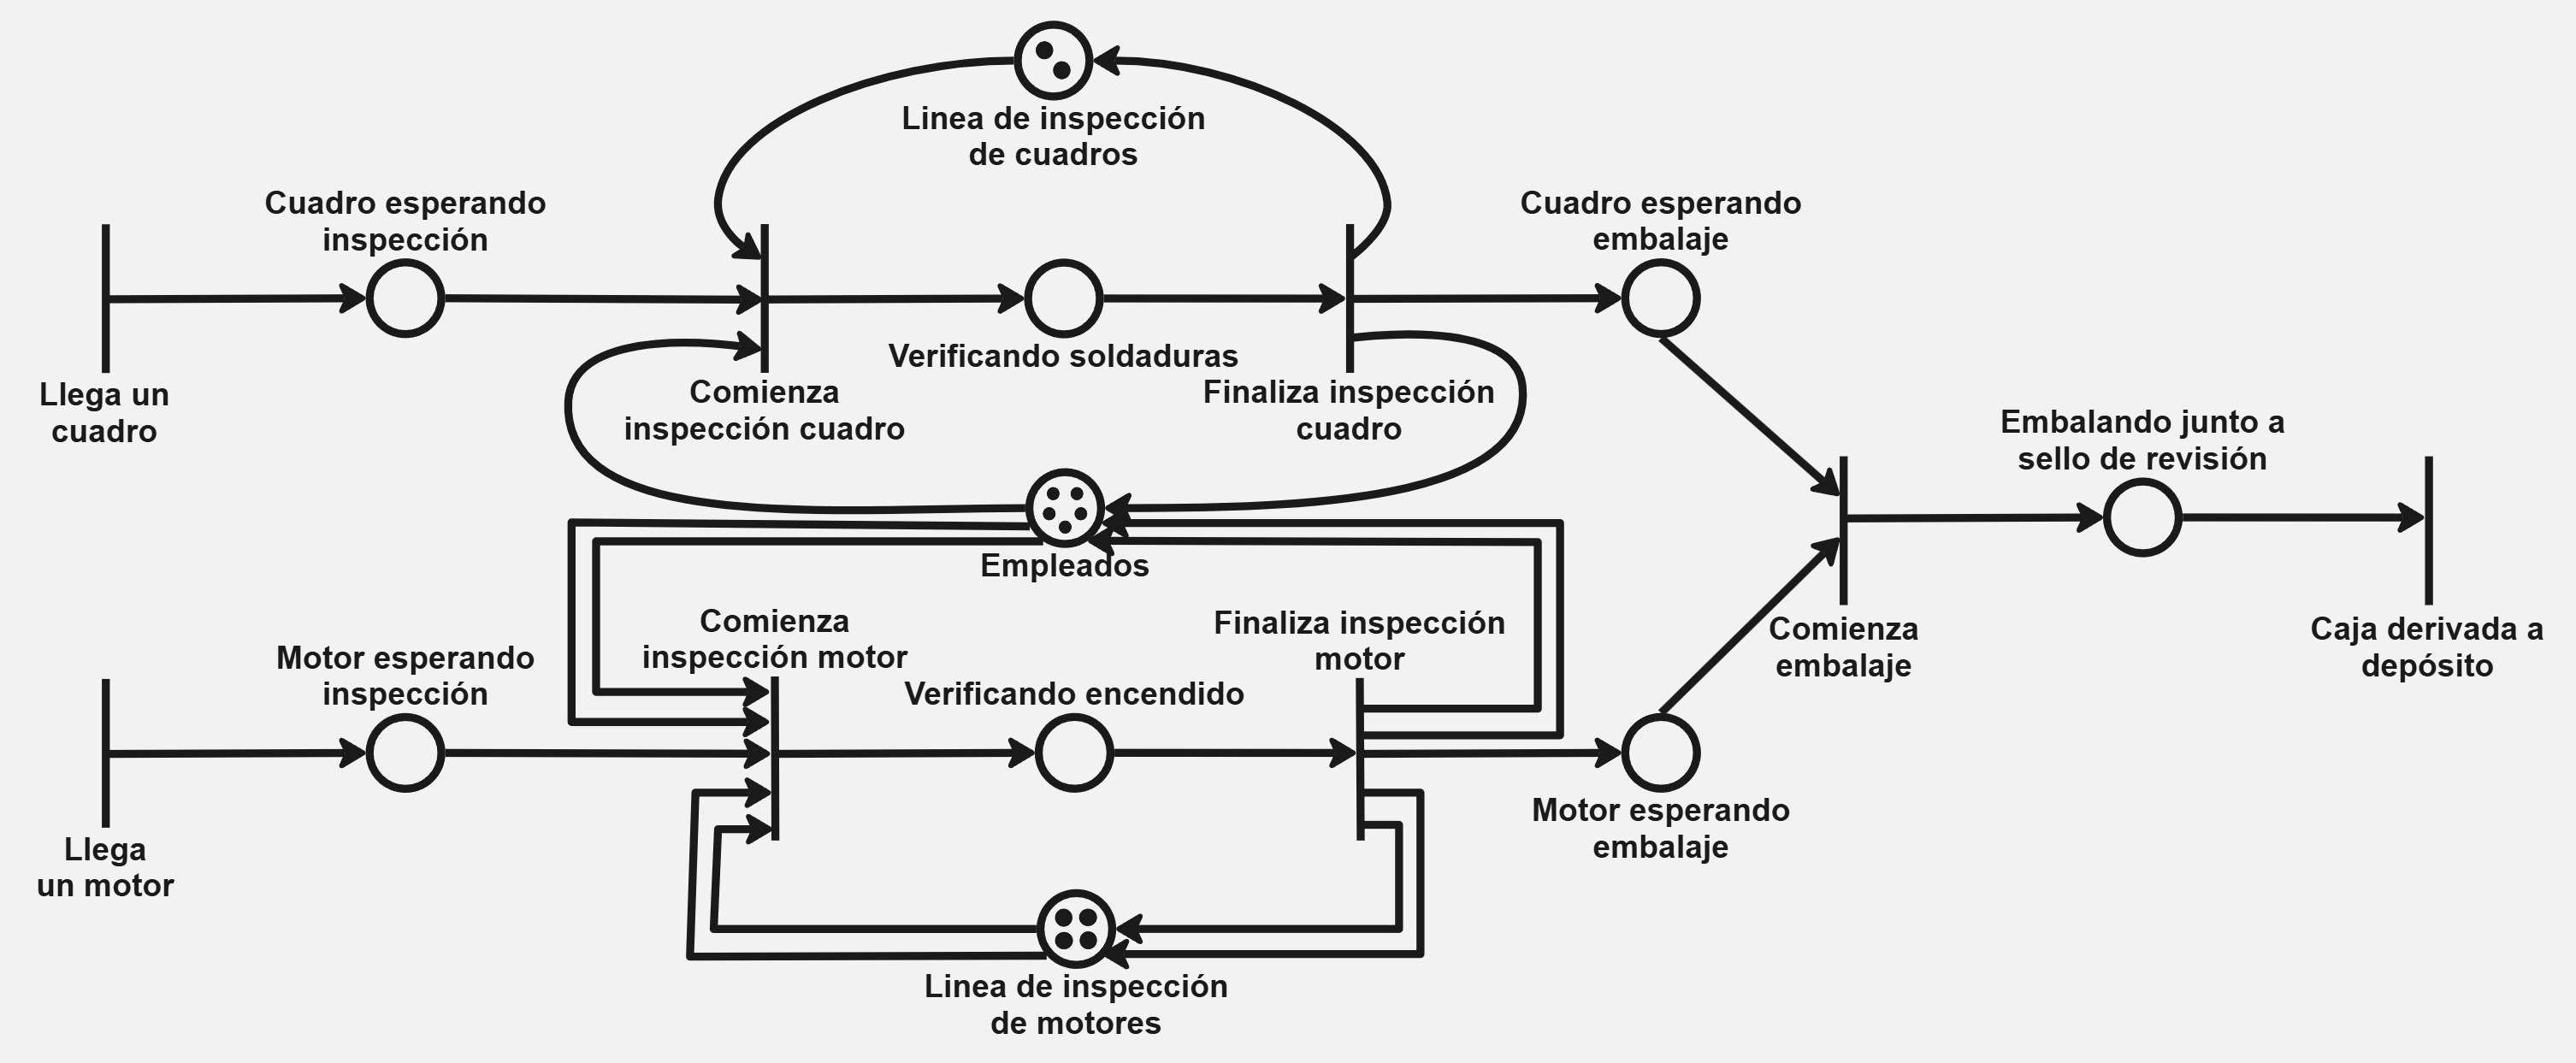 Linea de inspección
de cuadros
Cuadro esperando
inspección
Cuadro esperando
embalaje
Verificando soldaduras
Llega un
cuadro
Comienza
inspección cuadro
Finaliza inspección
cuadro
Embalando junto a
sello de revisión
Empleados
Comienza
inspección motor
Finaliza inspección
motor
Comienza
embalaje
Caja derivada a
depósito
Motor esperando
inspección
Verificando encendido
Motor esperando
embalaje
Llega
un motor
Linea de inspección
de motores